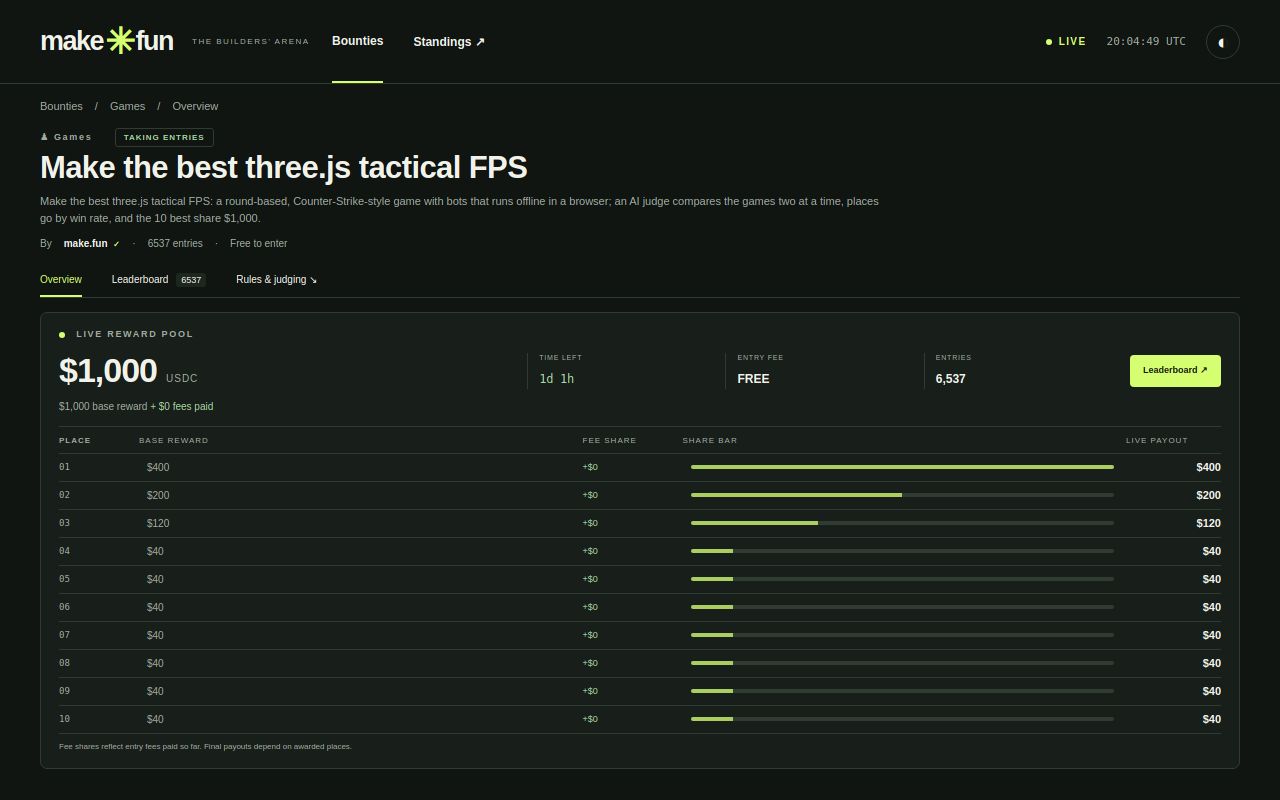 make✳fun THE BUILDERS' ARENA Bounties Standings ↗ LIVE 20:04:49 UTC
Bounties / Games / Overview
♟ Games TAKING ENTRIES
Make the best three.js tactical FPS
Make the best three.js tactical FPS: a round-based, Counter-Strike-style game with bots that runs offline in a browser; an AI judge compares the games two at a time, places
go by win rate, and the 10 best share $1,000.
By make.fun ✓ · 6537 entries · Free to enter
Overview Leaderboard 6537 Rules & judging ↘
LIVE REWARD POOL
$1,000 USDC
TIME LEFT ENTRY FEE ENTRIES
1d 1h FREE 6,537
Leaderboard ↗
$1,000 base reward + $0 fees paid
PLACE BASE REWARD FEE SHARE SHARE BAR LIVE PAYOUT
01 $400 +$0 $400
02 $200 +$0 $200
03 $120 +$0 $120
04 $40 +$0 $40
05 $40 +$0 $40
06 $40 +$0 $40
07 $40 +$0 $40
08 $40 +$0 $40
09 $40 +$0 $40
10 $40 +$0 $40
Fee shares reflect entry fees paid so far. Final payouts depend on awarded places.